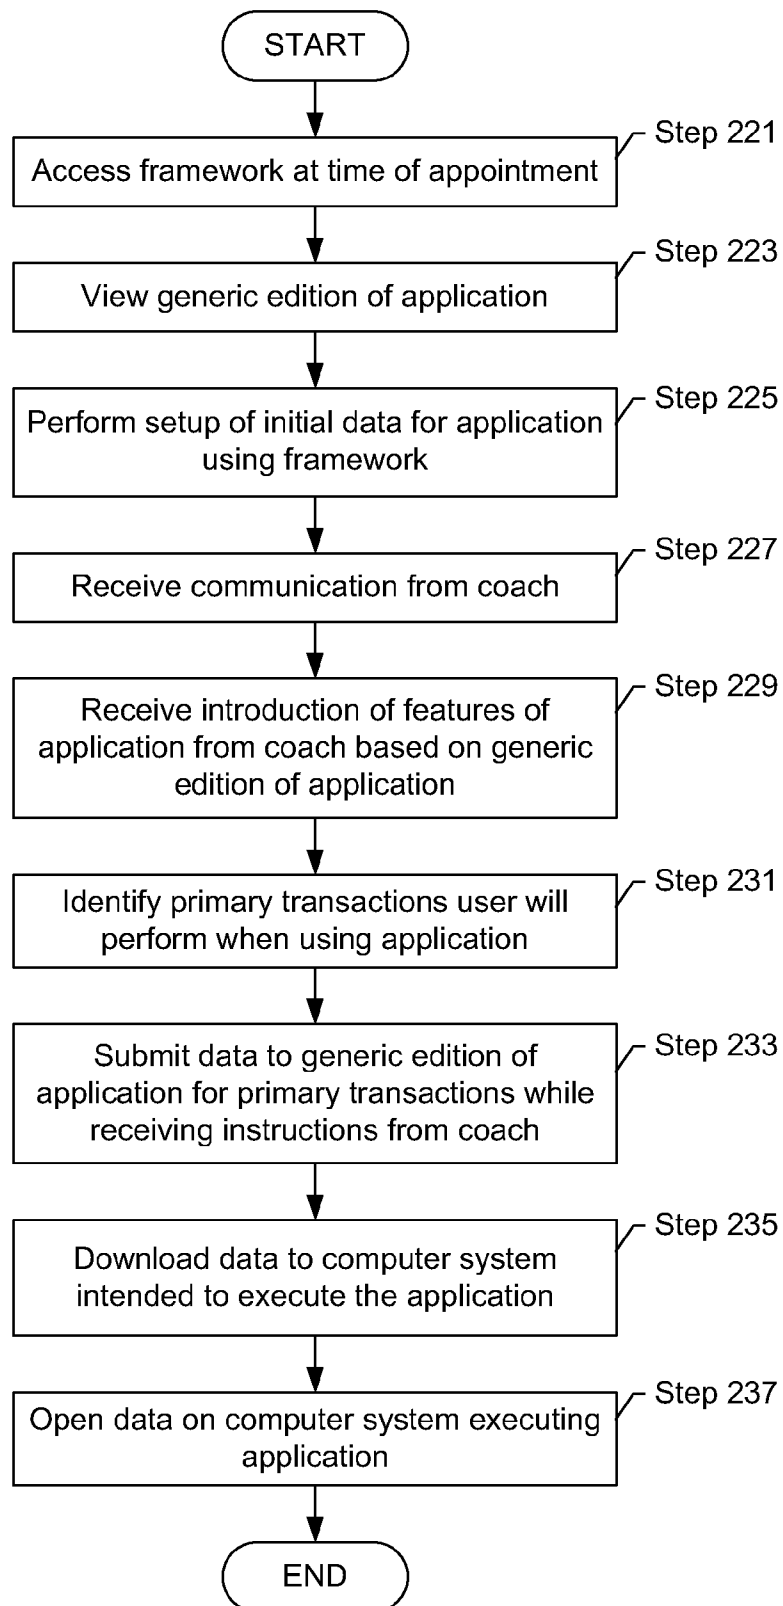 START
Step 221
Access framework at time of appointment
Step 223
View generic edition of application
Step 225
Perform setup of initial data for application
using framework
Step 227
Receive communication from coach
Step 229
Receive introduction of features of
application from coach based on generic
edition of application
Step 231
Identify primary transactions user will
perform when using application
Step 233
Submit data to generic edition of
application for primary transactions while
receiving instructions from coach
Step 235
Download data to computer system
intended to execute the application
Step 237
Open data on computer system executing
application
END